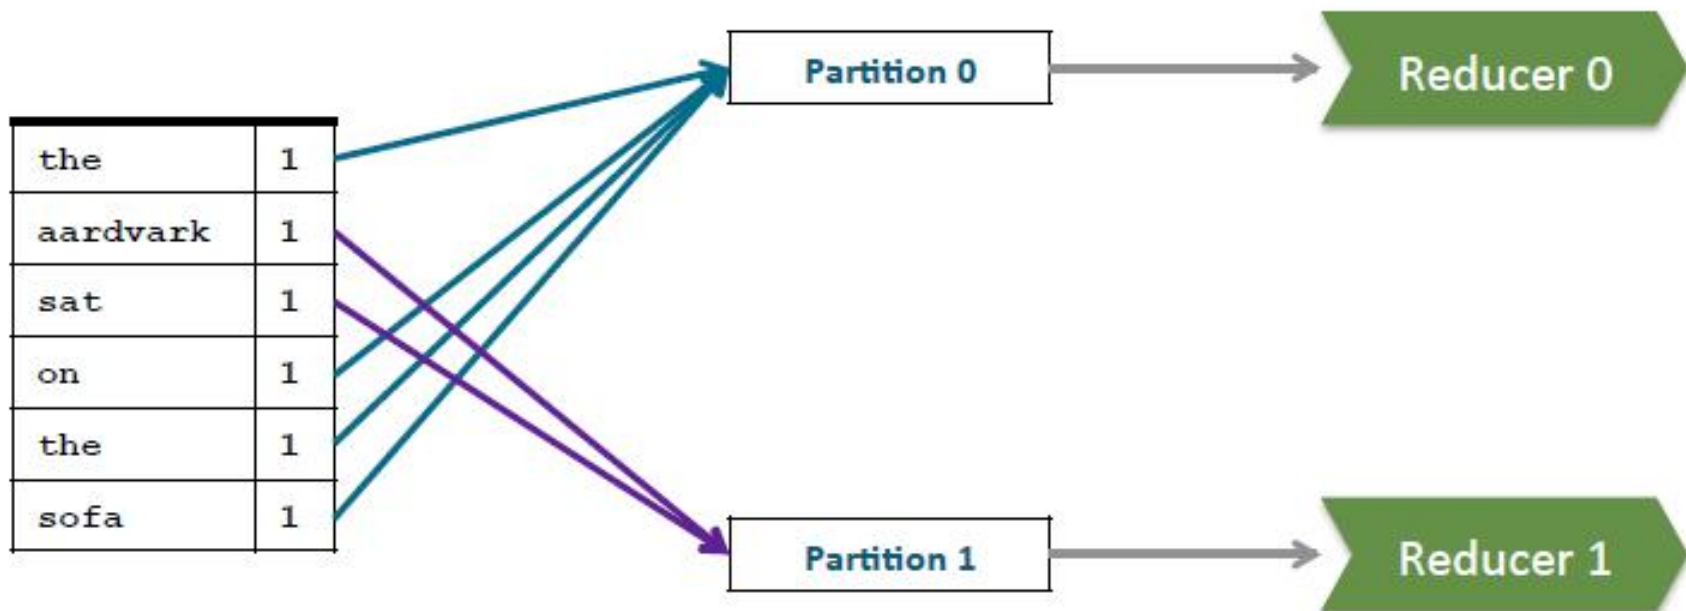 the 1
aardvark 1
sat 1
on 1
the 1
sofa 1
Partition 0
Reducer 0
Partition 1
Reducer 1